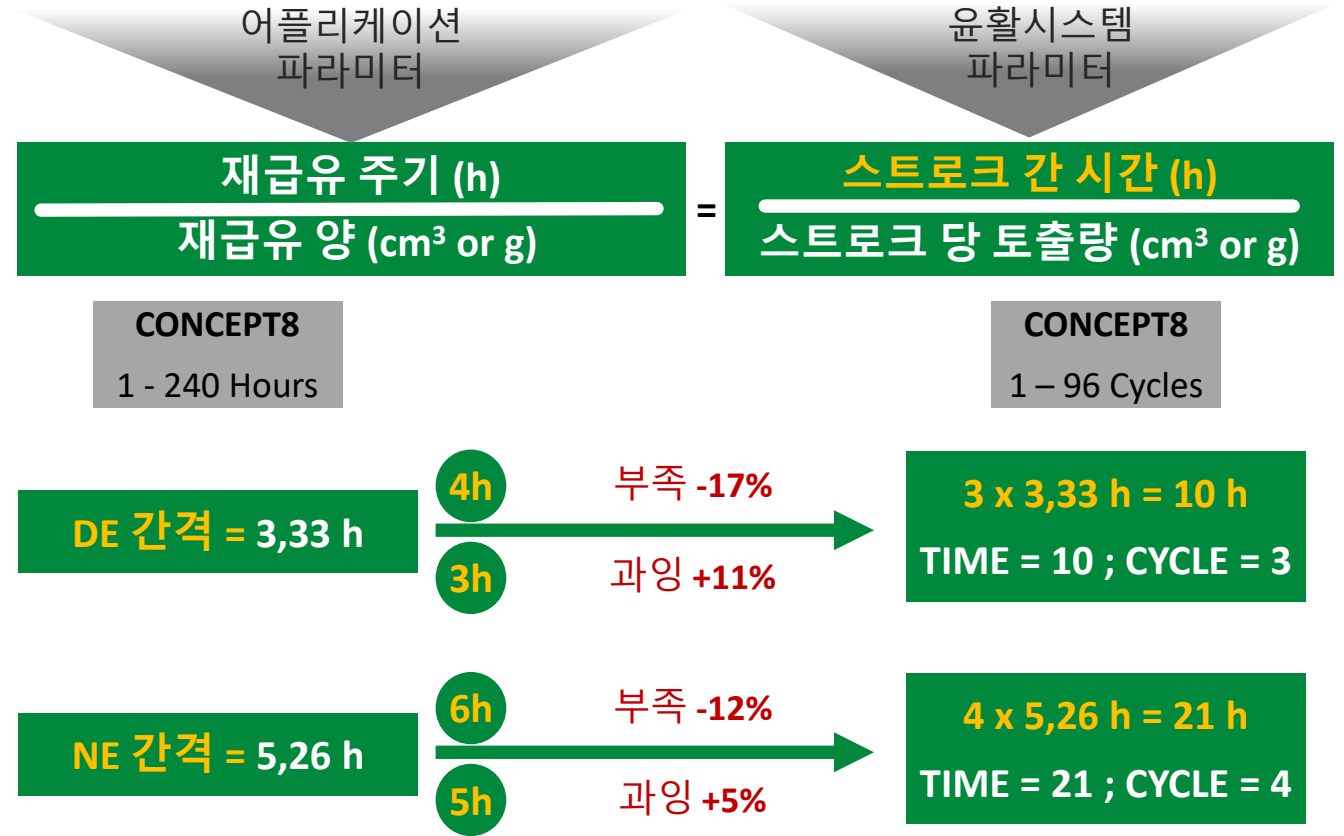 어플리케이션
파라미터
윤활시스템
파라미터
재급유 주기 (h)
재급유 양 (cm³ or g)
=
스트로크 간 시간 (h)
스트로크 당 토출량 (cm³ or g)
CONCEPT8
1 - 240 Hours
CONCEPT8
1 – 96 Cycles
DE 간격 = 3,33 h
4h
부족 -17%
3h
과잉 +11%
3 x 3,33 h = 10 h
TIME = 10 ; CYCLE = 3
NE 간격 = 5,26 h
6h
부족 -12%
5h
과잉 +5%
4 x 5,26 h = 21 h
TIME = 21 ; CYCLE = 4